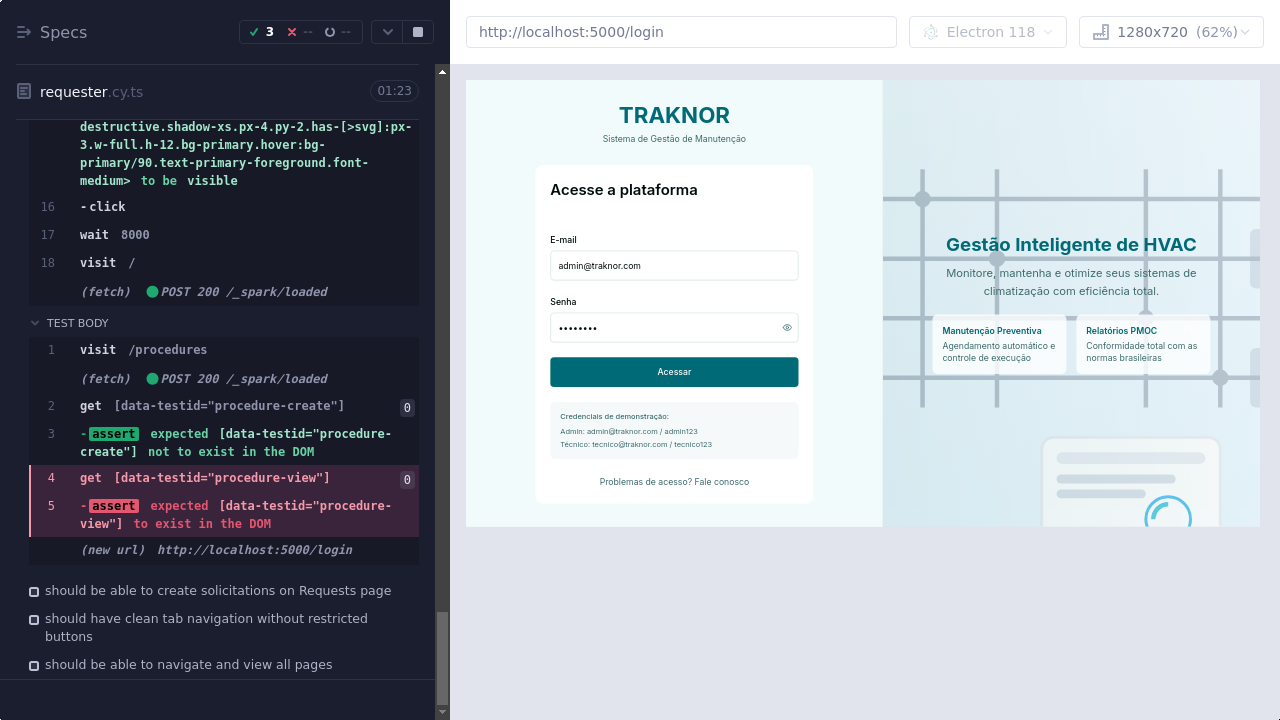 Specs
3
--
--
requester.cy.ts
01:23
destructive.shadow-xs.px-4.py-2.has-[>svg]:px-
3.w-full.h-12.bg-primary.hover:bg-
primary/90.text-primary-foreground.font-
medium> to be visible
16 -click
17 wait 8000
18 visit /
(fetch) POST 200 /_spark/loaded
TEST BODY
1 visit /procedures
(fetch) POST 200 /_spark/loaded
2 get [data-testid="procedure-create"] 0
3 -assert expected [data-testid="procedure-
create"] not to exist in the DOM
4 get [data-testid="procedure-view"] 0
5 -assert expected [data-testid="procedure-
view"] to exist in the DOM
(new url) http://localhost:5000/login
should be able to create solicitations on Requests page
should have clean tab navigation without restricted
buttons
should be able to navigate and view all pages
http://localhost:5000/login
Electron 118
1280x720 (62%)
TRAKNOR
Sistema de Gestão de Manutenção
Acesse a plataforma
E-mail
admin@traknor.com
Senha
••••••••
Acessar
Credenciais de demonstração:
Admin: admin@traknor.com / admin123
Técnico: tecnico@traknor.com / tecnico123
Problemas de acesso? Fale conosco
Gestão Inteligente de HVAC
Monitore, mantenha e otimize seus sistemas de
climatização com eficiência total.
Manutenção Preventiva
Agendamento automático e
controle de execução
Relatórios PMOC
Conformidade total com as
normas brasileiras